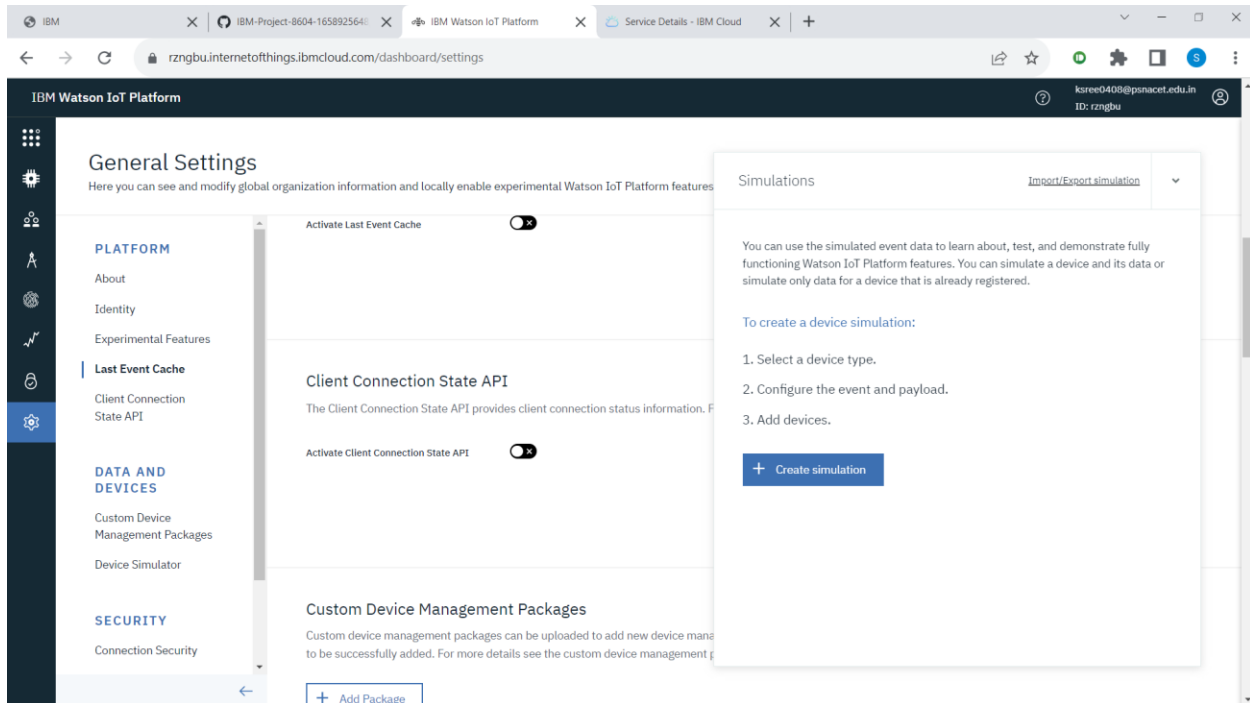 IBM
IBM-Project-8604-1658925648
IBM Watson IoT Platform
Service Details - IBM Cloud
rzngbu.internetofthings.ibmcloud.com/dashboard/settings
S
IBM Watson IoT Platform
ksree0408@psnacet.edu.in
ID: rzngbu
General Settings
Here you can see and modify global organization information and locally enable experimental Watson IoT Platform features
PLATFORM
About
Identity
Experimental Features
Last Event Cache
Client Connection
State API
DATA AND
DEVICES
Custom Device
Management Packages
Device Simulator
SECURITY
Connection Security
Activate Last Event Cache
Client Connection State API
The Client Connection State API provides client connection status information. F
Activate Client Connection State API
Custom Device Management Packages
Custom device management packages can be uploaded to add new device mana
to be successfully added. For more details see the custom device management p
+ Add Package
Simulations
Import/Export simulation
You can use the simulated event data to learn about, test, and demonstrate fully
functioning Watson IoT Platform features. You can simulate a device and its data or
simulate only data for a device that is already registered.
To create a device simulation:
1. Select a device type.
2. Configure the event and payload.
3. Add devices.
+ Create simulation